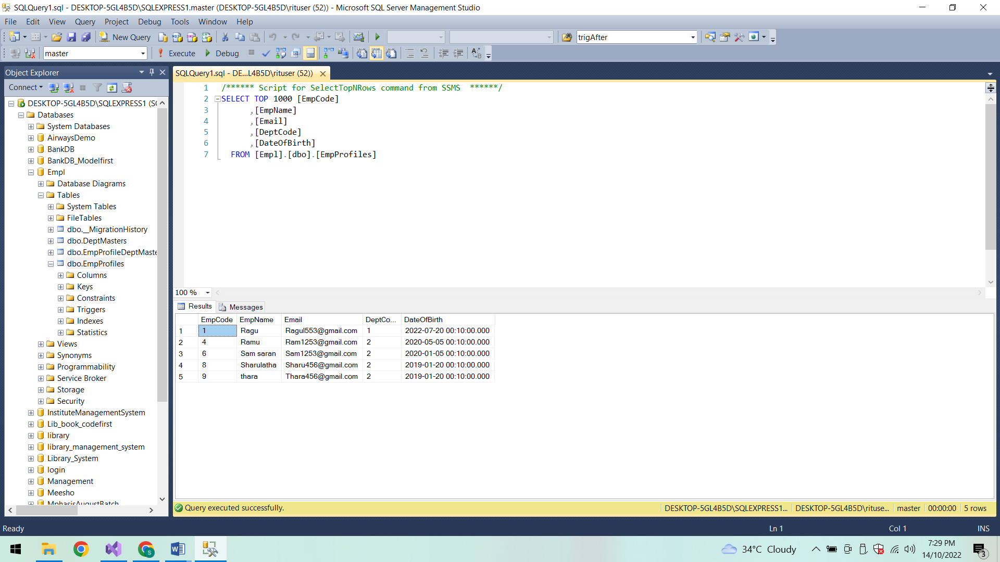 SQLQuery1.sql - DESKTOP-5GL4B5D\SQLEXPRESS1.master (DESKTOP-5GL4B5D\rituser (52)) - Microsoft SQL Server Management Studio
File Edit View Query Project Debug Tools Window Help
New Query trigAfter
master Execute Debug
Object Explorer
Connect
DESKTOP-5GL4B5D\SQLEXPRESS1 (S
Databases
System Databases
AirwaysDemo
BankDB
BankDB_Modelfirst
Empl
Database Diagrams
Tables
System Tables
FileTables
dbo.__MigrationHistory
dbo.DeptMasters
dbo.EmpProfileDeptMaste
dbo.EmpProfiles
Columns
Keys
Constraints
Triggers
Indexes
Statistics
Views
Synonyms
Programmability
Service Broker
Storage
Security
InstituteManagementSystem
Lib_book_codefirst
library
library_management_system
Library_System
login
Management
Meesho
MphasisAugustBatch
SQLQuery1.sql - DE...L4B5D\rituser (52))
1 /****** Script for SelectTopNRows command from SSMS ******/
2 SELECT TOP 1000 [EmpCode]
3 ,[EmpName]
4 ,[Email]
5 ,[DeptCode]
6 ,[DateOfBirth]
7 FROM [Empl].[dbo].[EmpProfiles]
100 %
Results Messages
EmpCode EmpName Email DeptCo... DateOfBirth
1 1 Ragu Ragul553@gmail.com 1 2022-07-20 00:10:00.000
2 4 Ramu Ram1253@gmail.com 2 2020-05-05 00:10:00.000
3 6 Sam saran Sam1253@gmail.com 2 2020-01-05 00:10:00.000
4 8 Sharulatha Sharu456@gmail.com 2 2019-01-20 00:10:00.000
5 9 thara Thara456@gmail.com 2 2019-01-20 00:10:00.000
Query executed successfully. DESKTOP-5GL4B5D\SQLEXPRESS1... DESKTOP-5GL4B5D\rituse... master 00:00:00 5 rows
Ready Ln 1 Col 1 INS
34°C Cloudy
7:29 PM
14/10/2022
3